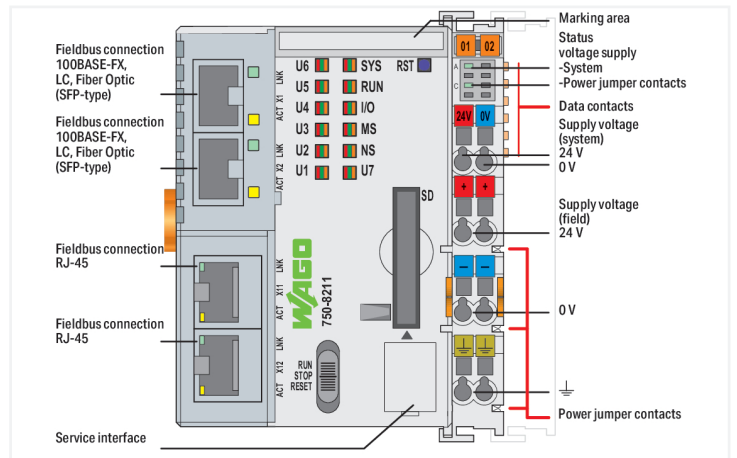 Marking area
Fieldbus connection
100BASE-FX,
LC, Fiber Optic
(SFP-type)
Fieldbus connection
100BASE-FX,
LC, Fiber Optic
(SFP-type)
Fieldbus connection
RJ-45
Fieldbus connection
RJ-45
Service interface
LNK
ACT X1
LNK
ACT X2
LNK
X11
ACT
LNK
X12
ACT
U6 SYS RST
U5 RUN
U4 I/O
U3 MS
U2 NS
U1 U7
SD
WAGO
750-8211
RUN
STOP
RESET
01 02
A
C
24V 0V
+ +
— —
Status
voltage supply
-System
-Power jumper contacts
Data contacts
Supply voltage
(system)
24 V
0 V
Supply voltage
(field)
24 V
0 V
Power jumper contacts